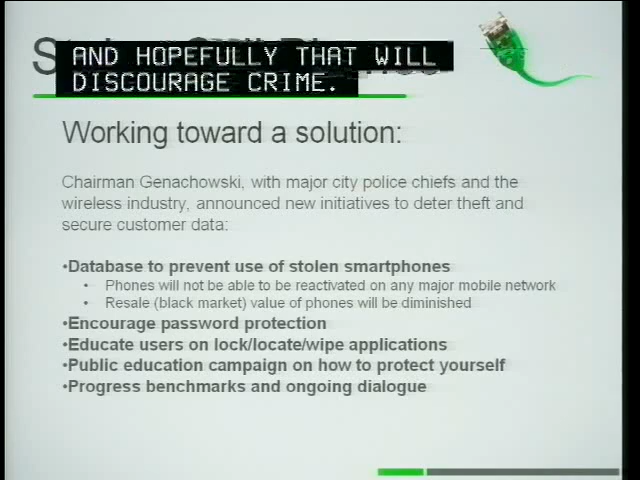 AND HOPEFULLY THAT WILL
DISCOURAGE CRIME.
Working toward a solution:
Chairman Genachowski, with major city police chiefs and the
wireless industry, announced new initiatives to deter theft and
secure customer data:
•Database to prevent use of stolen smartphones
• Phones will not be able to be reactivated on any major mobile network
• Resale (black market) value of phones will be diminished
•Encourage password protection
•Educate users on lock/locate/wipe applications
•Public education campaign on how to protect yourself
•Progress benchmarks and ongoing dialogue